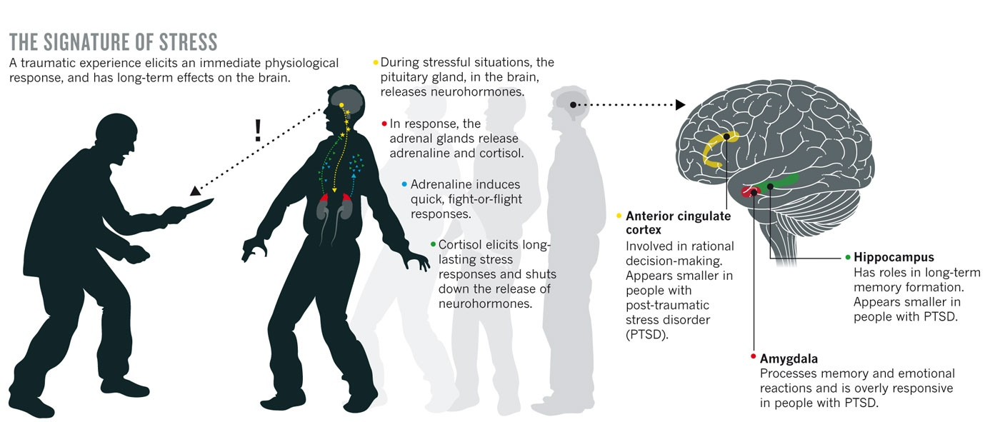 THE SIGNATURE OF STRESS
A traumatic experience elicits an immediate physiological
response, and has long-term effects on the brain.
!
During stressful situations, the
pituitary gland, in the brain,
releases neurohormones.
In response, the
adrenal glands release
adrenaline and cortisol.
Adrenaline induces
quick, fight-or-flight
responses.
Cortisol elicits long-
lasting stress
responses and shuts
down the release of
neurohormones.
Anterior cingulate
cortex
Involved in rational
decision-making.
Appears smaller in
people with
post-traumatic
stress disorder
(PTSD).
Hippocampus
Has roles in long-term
memory formation.
Appears smaller in
people with PTSD.
Amygdala
Processes memory and emotional
reactions and is overly responsive
in people with PTSD.